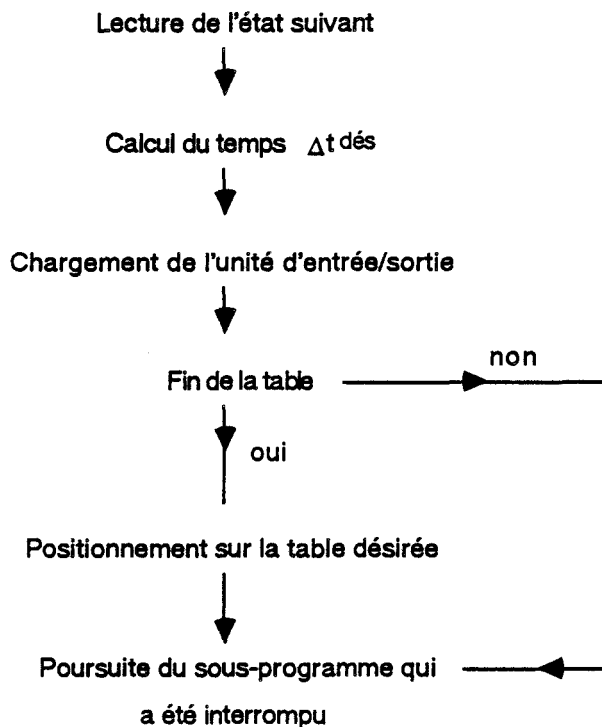 Lecture de l'état suivant
Calcul du temps Δt dés
Chargement de l'unité d'entrée/sortie
non
Fin de la table
oui
Positionnement sur la table désirée
Poursuite du sous-programme qui
a été interrompu